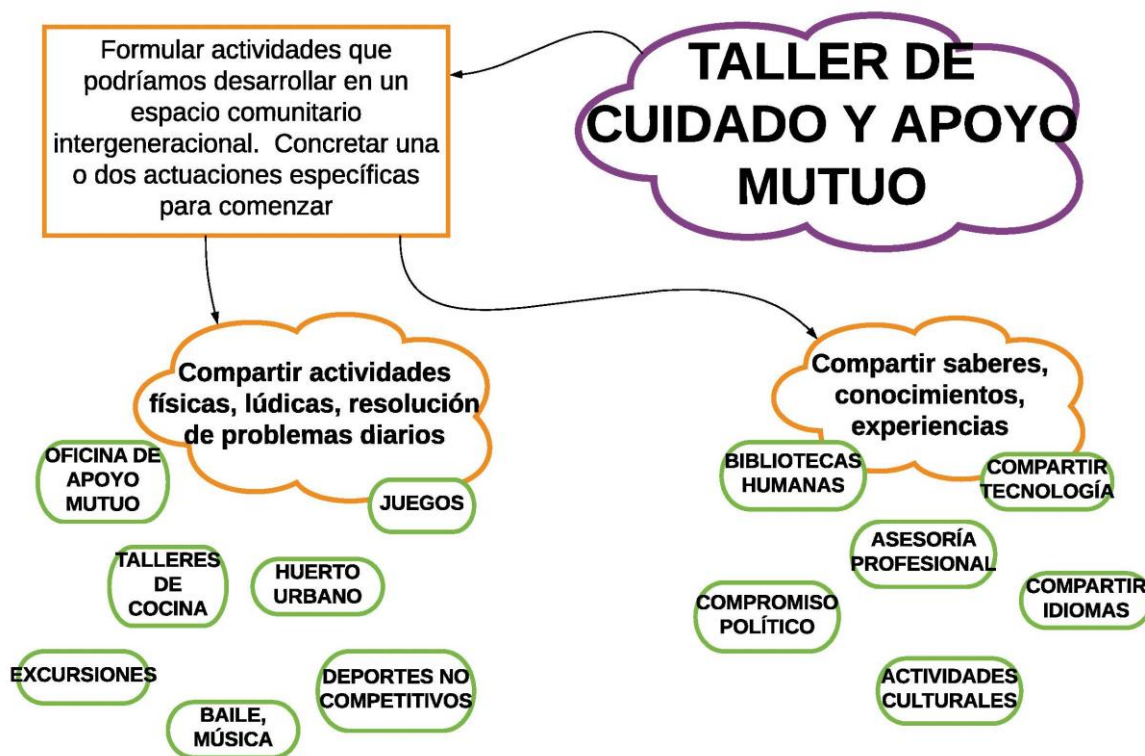 TALLER DE
CUIDADO Y APOYO
MUTUO
Formular actividades que
podríamos desarrollar en un
espacio comunitario
intergeneracional. Concretar una
o dos actuaciones específicas
para comenzar
Compartir actividades
físicas, lúdicas, resolución
de problemas diarios
OFICINA DE
APOYO
MUTUO
JUEGOS
TALLERES
DE
COCINA
HUERTO
URBANO
EXCURSIONES
BAILE,
MÚSICA
DEPORTES NO
COMPETITIVOS
Compartir saberes,
conocimientos,
experiencias
BIBLIOTECAS
HUMANAS
COMPARTIR
TECNOLOGÍA
ASESORÍA
PROFESIONAL
COMPROMISO
POLÍTICO
COMPARTIR
IDIOMAS
ACTIVIDADES
CULTURALES